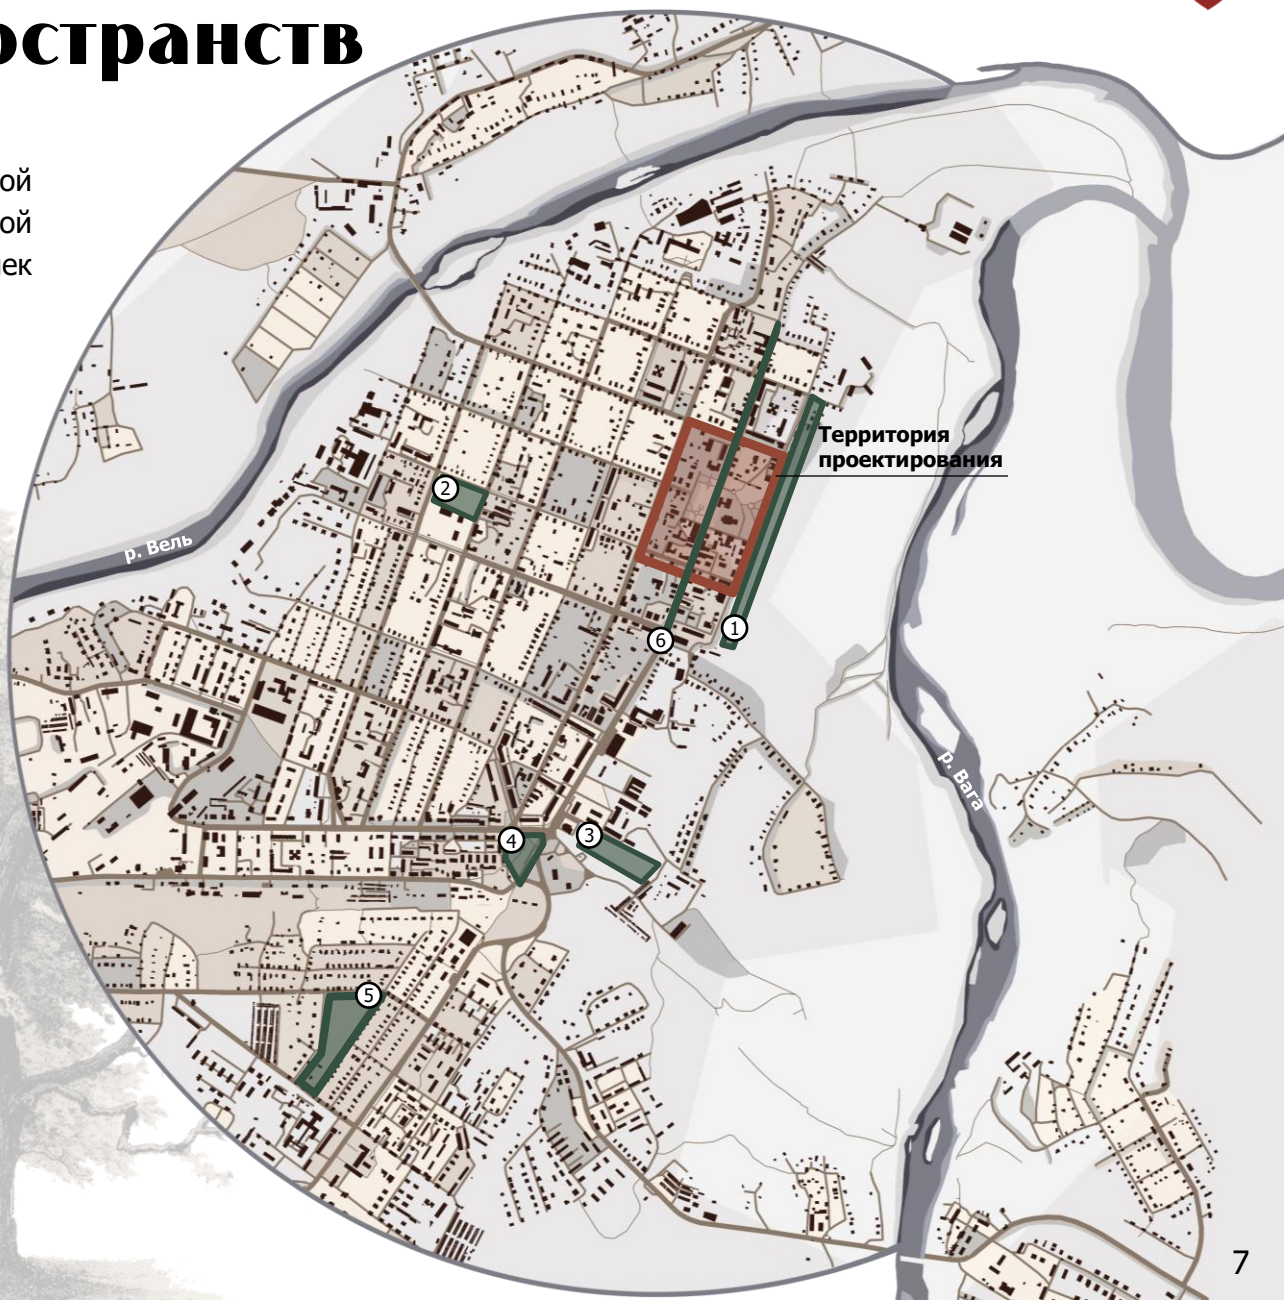 остранств
ой
ой
ек
Территория
проектирования
2
р. Вель
6
1
р. Вага
4
3
5
7